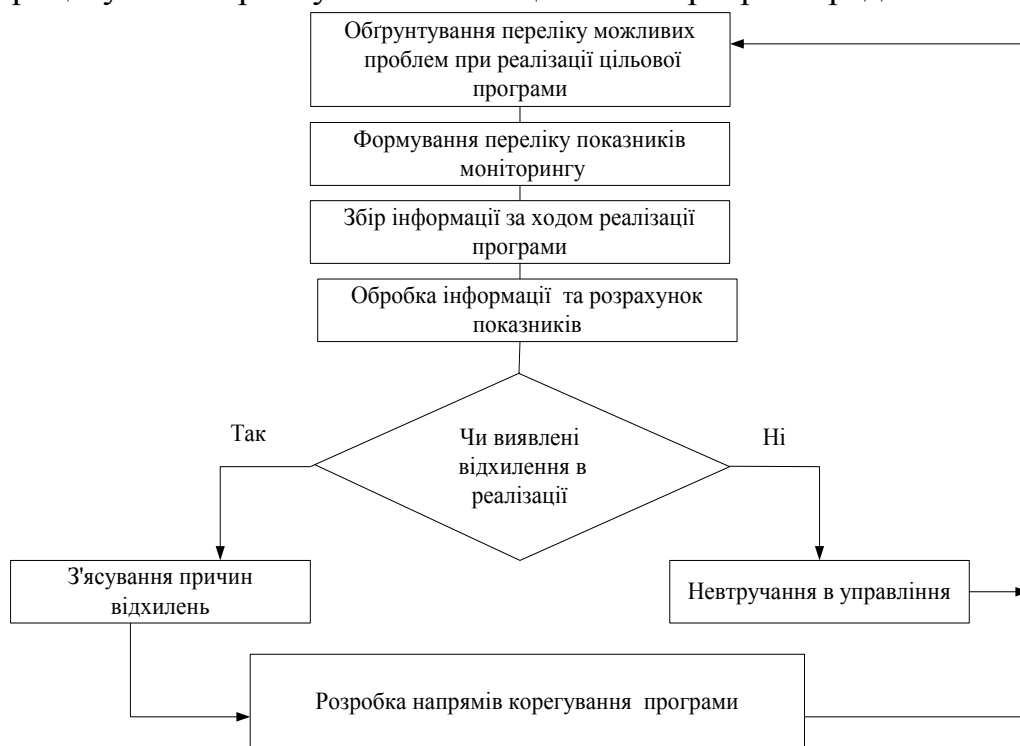 Обґрунтування переліку можливих
проблем при реалізації цільової
програми
Формування переліку показників
моніторингу
Збір інформації за ходом реалізації
програми
Обробка інформації та розрахунок
показників
Так
Чи виявлені
відхилення в
реалізації
Ні
З'ясування причин
відхилень
Невтручання в управління
Розробка напрямів корегування програми